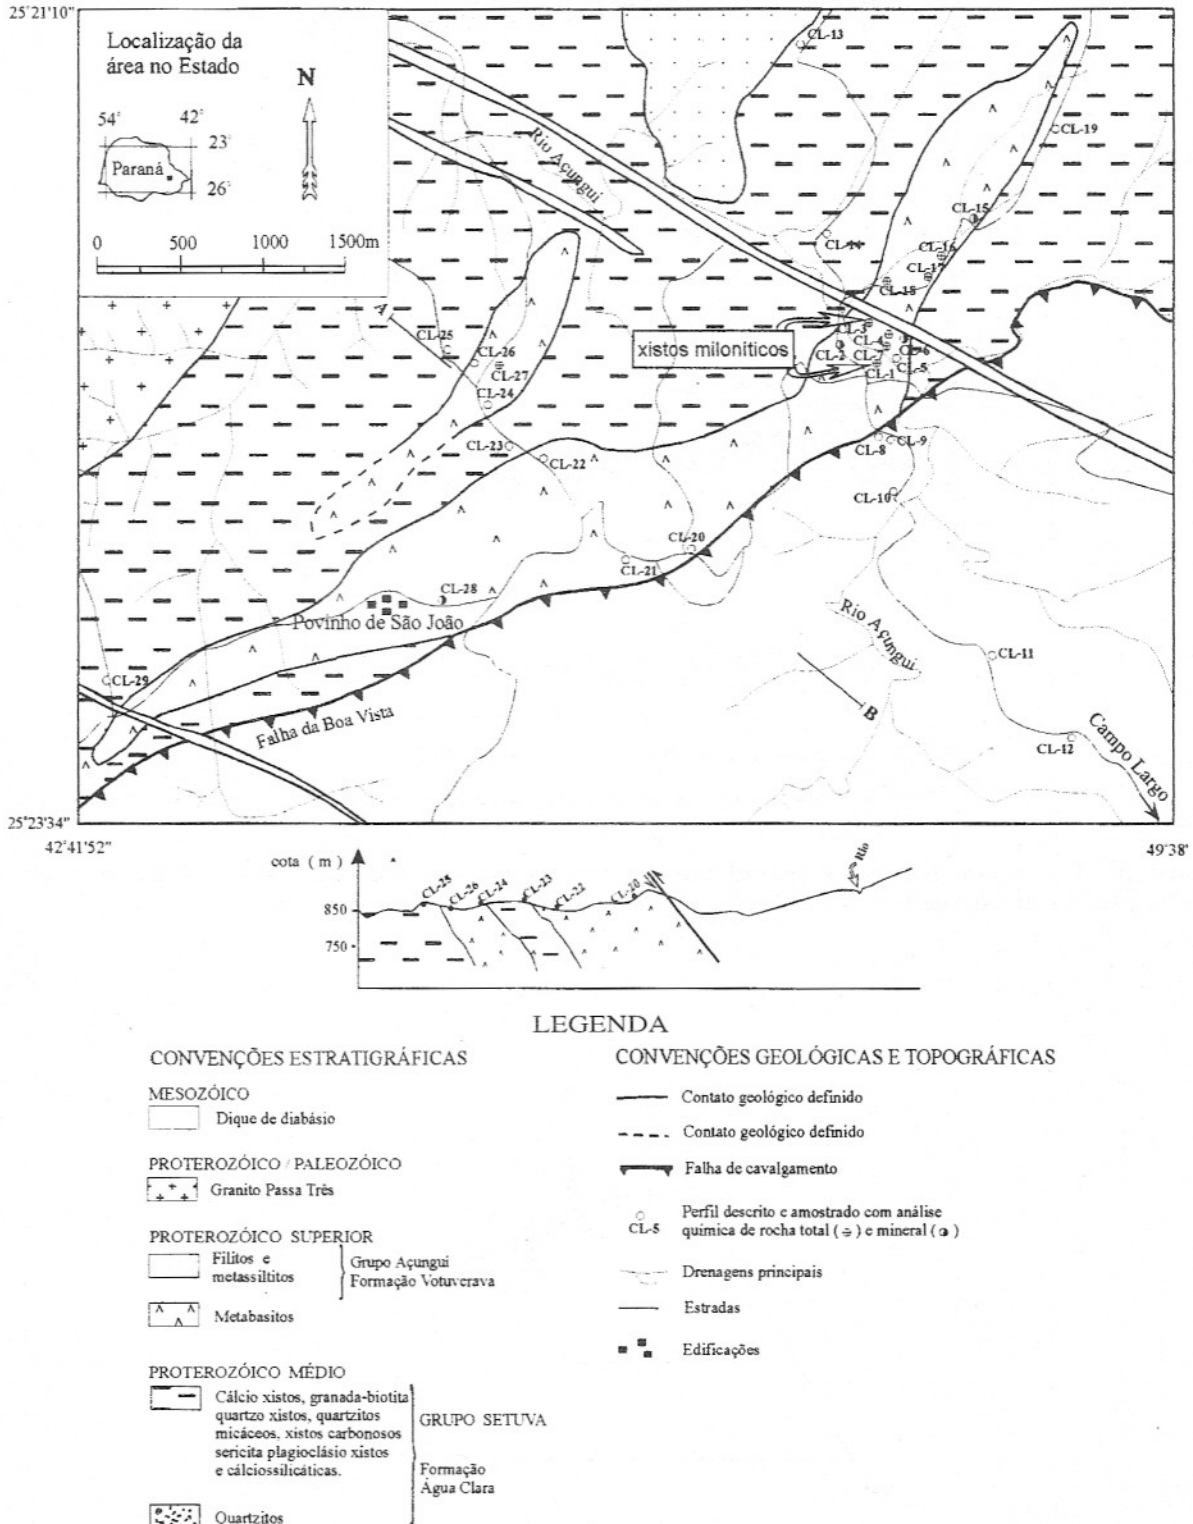 25°21'10"
Localização da
área no Estado
N
54° 42°
23°
Paraná
26°
0 500 1000 1500m
Rio Açungui
CL-13
CL-19
CL-15
CL-14
CL-16
CL-17
CL-18
A
CL-25
CL-26
CL-27
CL-24
xistos miloníticos
CL-3
CL-4
CL-2
CL-7
CL-6
CL-5
CL-1
CL-23
CL-22
CL-8
CL-9
CL-10
CL-20
CL-21
CL-28
Povinho de São João
Rio Açungui
CL-11
CL-29
B
Falha da Boa Vista
CL-12
Campo Largo
25°23'34"
42°41'52" 49°38'
cota ( m )
CL-25
CL-26
CL-24
CL-23
CL-22
CL-20
Rio
850
750
LEGENDA
CONVENÇÕES ESTRATIGRÁFICAS
MESOZÓICO
Dique de diabásio
PROTEROZÓICO / PALEOZÓICO
Granito Passa Três
PROTEROZÓICO SUPERIOR
Filitos e
metassiltitos
Grupo Açungui
Formação Votuverava
Metabasitos
PROTEROZÓICO MÉDIO
Cálcio xistos, granada-biotita
quartzo xistos, quartzitos
micáceos, xistos carbonosos
sericita plagioclásio xistos
e cálciossilicáticas.
GRUPO SETUVA
Formação
Água Clara
Quartzitos
CONVENÇÕES GEOLÓGICAS E TOPOGRÁFICAS
Contato geológico definido
Contato geológico definido
Falha de cavalgamento
CL-5
Perfil descrito e amostrado com análise
química de rocha total ( ) e mineral ( )
Drenagens principais
Estradas
Edificações